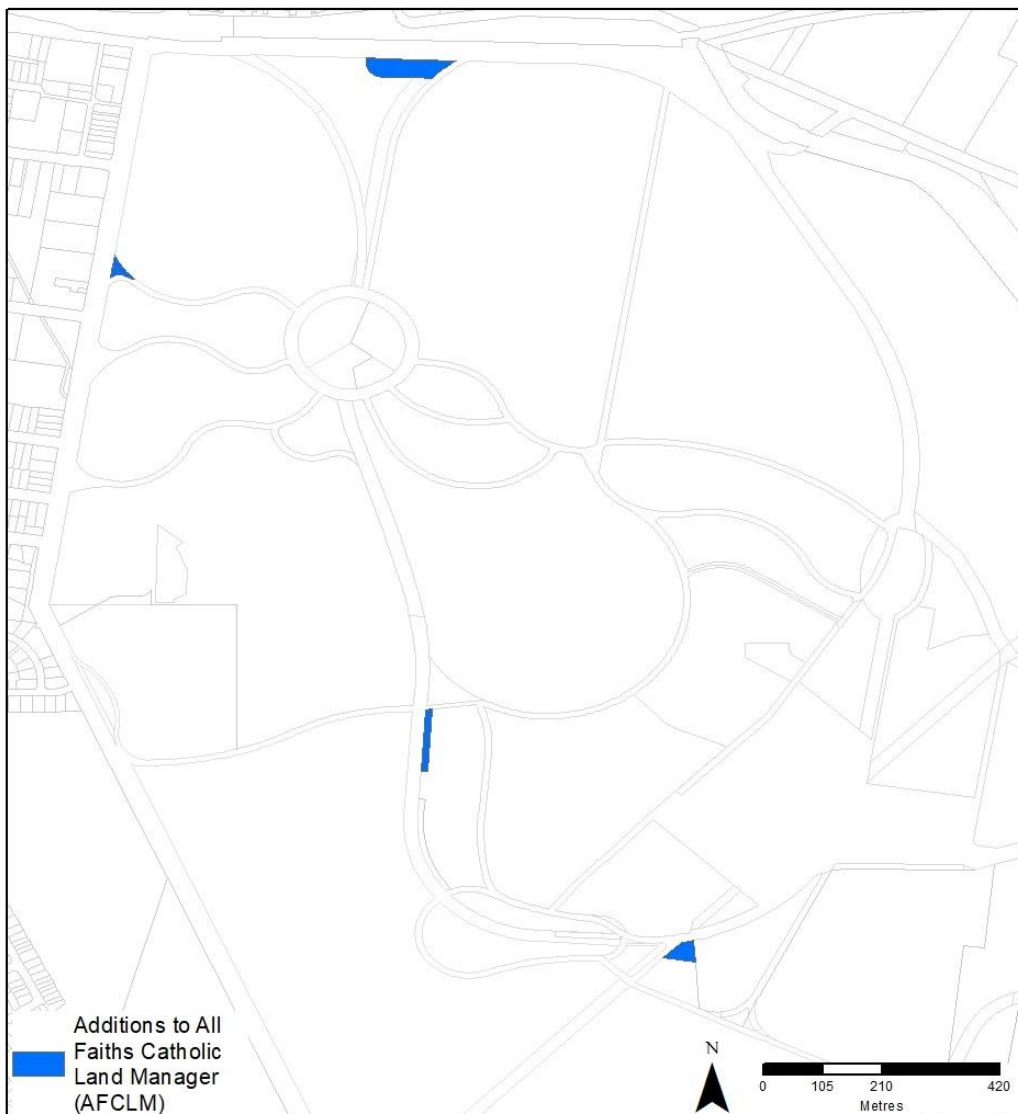 Additions to All
Faiths Catholic
Land Manager
(AFCLM)
N
0 105 210 420
Metres